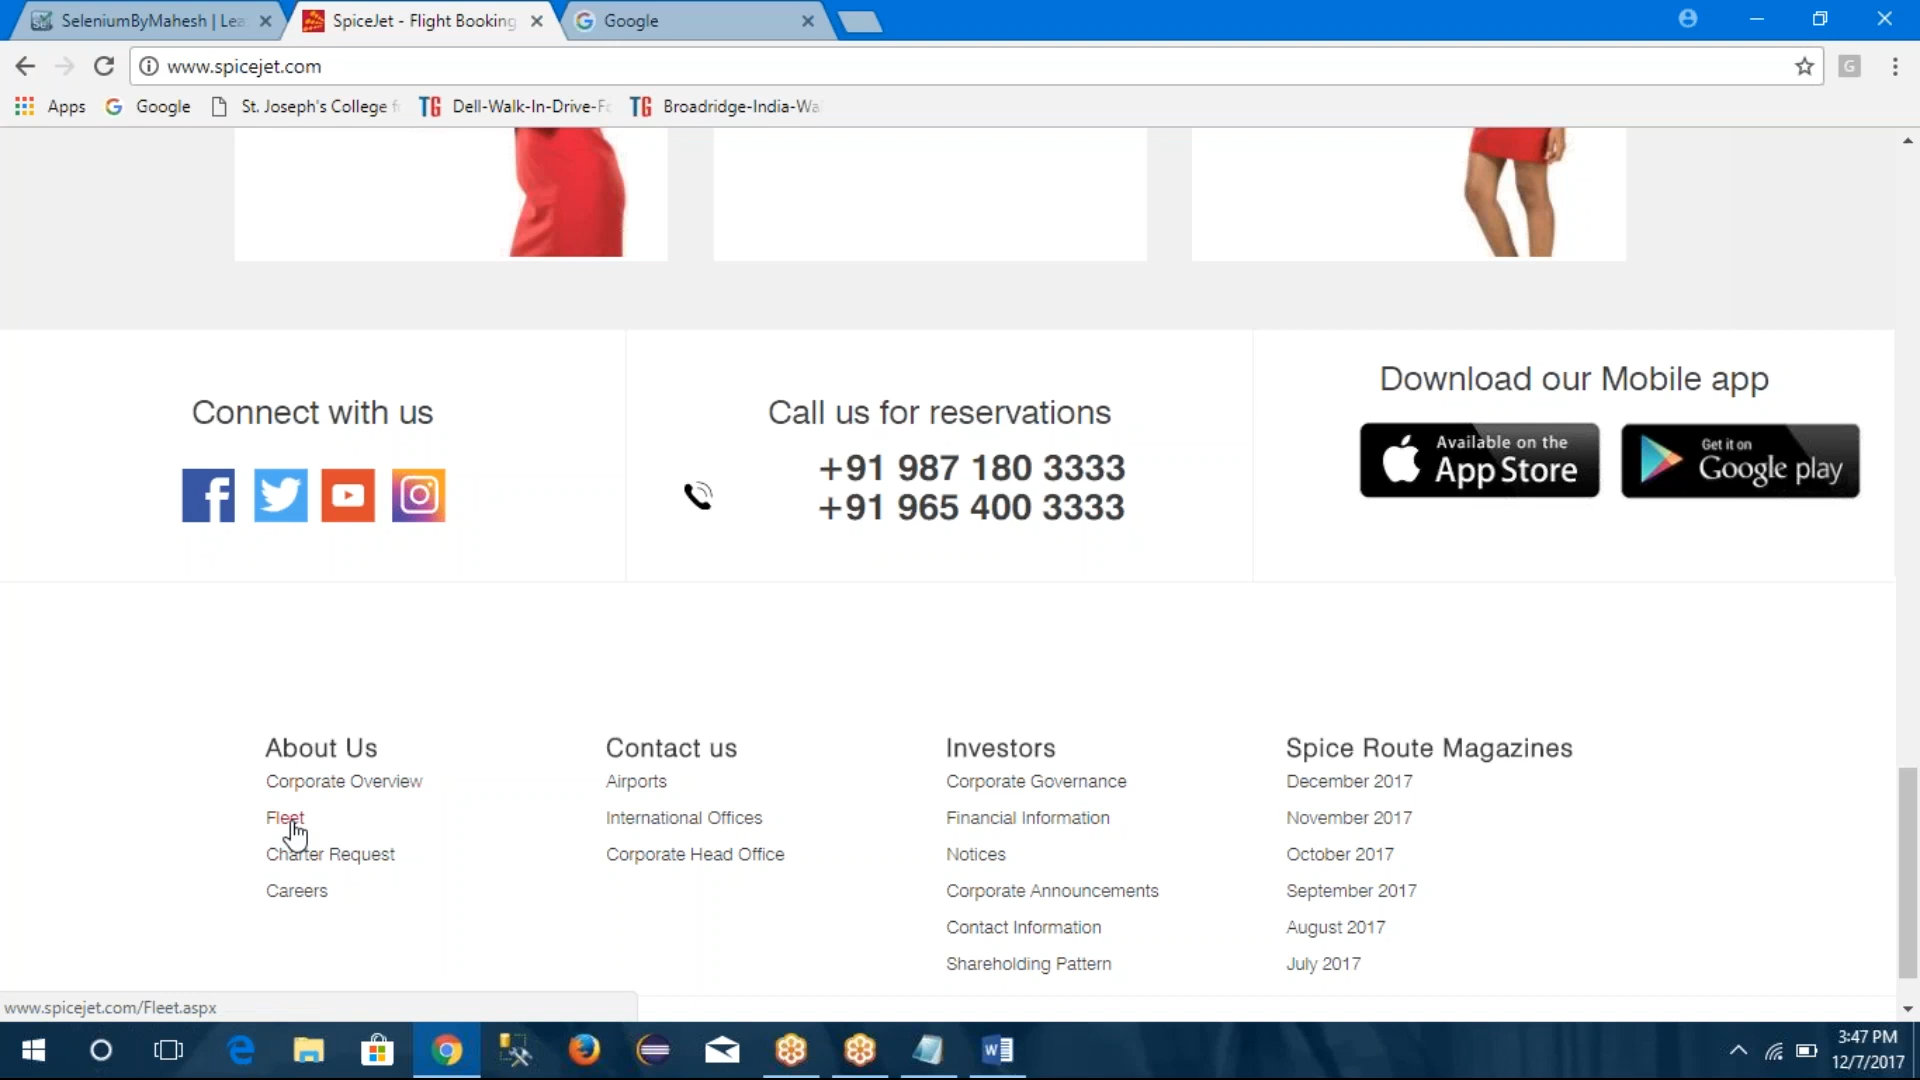 SeleniumByMahesh | Lea
SpiceJet - Flight Booking
Google
www.spicejet.com
G
Apps
Google
St. Joseph's College f
TG Dell-Walk-In-Drive-Fo
TG Broadridge-India-Wa
Connect with us
Call us for reservations
+91 987 180 3333
+91 965 400 3333
Download our Mobile app
Available on the
App Store
Get it on
Google play
About Us
Corporate Overview
Fleet
Charter Request
Careers
Contact us
Airports
International Offices
Corporate Head Office
Investors
Corporate Governance
Financial Information
Notices
Corporate Announcements
Contact Information
Shareholding Pattern
Spice Route Magazines
December 2017
November 2017
October 2017
September 2017
August 2017
July 2017
www.spicejet.com/Fleet.aspx
3:47 PM
12/7/2017